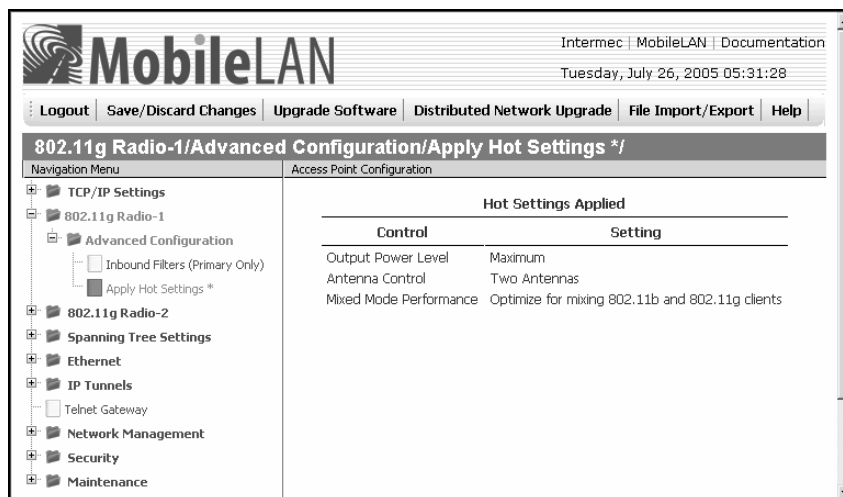 MobileLAN
Intermec | MobileLAN | Documentation
Tuesday, July 26, 2005 05:31:28
Logout | Save/Discard Changes | Upgrade Software | Distributed Network Upgrade | File Import/Export | Help |
802.11g Radio-1/Advanced Configuration/Apply Hot Settings */
Navigation Menu
TCP/IP Settings
802.11g Radio-1
Advanced Configuration
Inbound Filters (Primary Only)
Apply Hot Settings *
802.11g Radio-2
Spanning Tree Settings
Ethernet
IP Tunnels
Telnet Gateway
Network Management
Security
Maintenance
Access Point Configuration
Hot Settings Applied
Control Setting
Output Power Level Maximum
Antenna Control Two Antennas
Mixed Mode Performance Optimize for mixing 802.11b and 802.11g clients